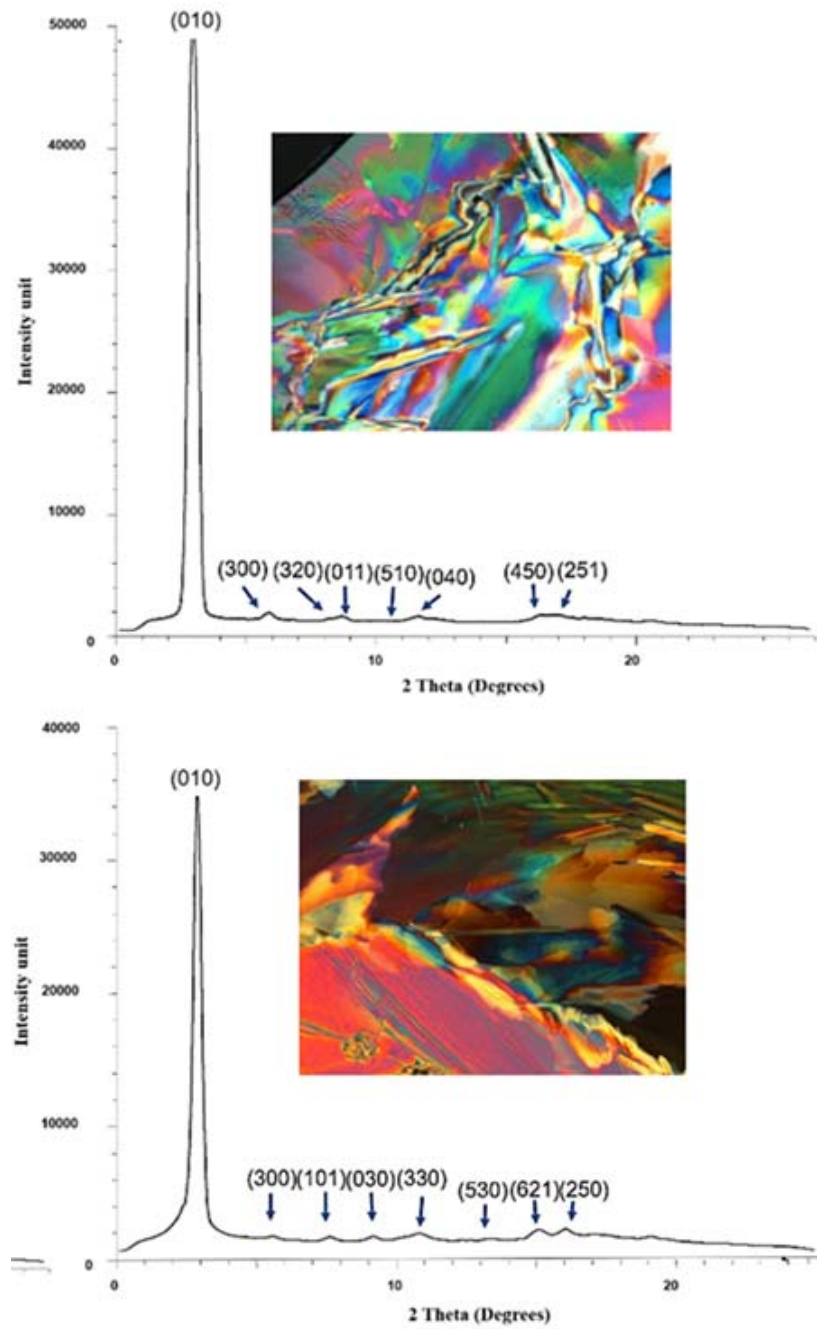 (010)
50000
40000
30000
20000
10000
0
Intensity unit
(300) (320)(011)(510)(040) (450)(251)
0 10 20
2 Theta (Degrees)
(010)
40000
30000
20000
10000
0
Intensity unit
(300)(101)(030)(330) (530)(621)(250)
0 10 20
2 Theta (Degrees)